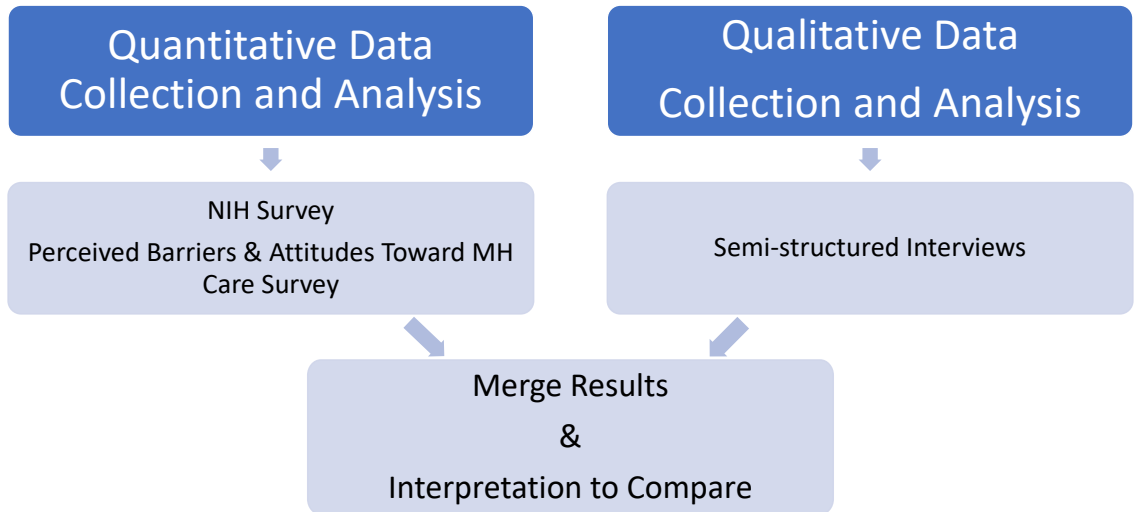 Quantitative Data
Collection and Analysis
Qualitative Data
Collection and Analysis
NIH Survey
Perceived Barriers & Attitudes Toward MH
Care Survey
Semi-structured Interviews
Merge Results
&
Interpretation to Compare